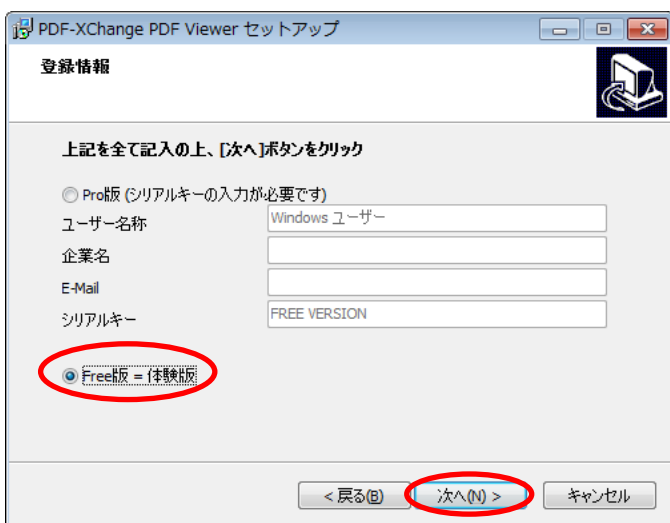 PDF-XChange PDF Viewer セットアップ
登録情報
上記を全て記入の上、[次へ]ボタンをクリック
Pro版 (シリアルキーの入力が必要です)
ユーザー名称 Windows ユーザー
企業名
E-Mail
シリアルキー FREE VERSION
Free版 = 体験版
< 戻る(B) 次へ(N) > キャンセル